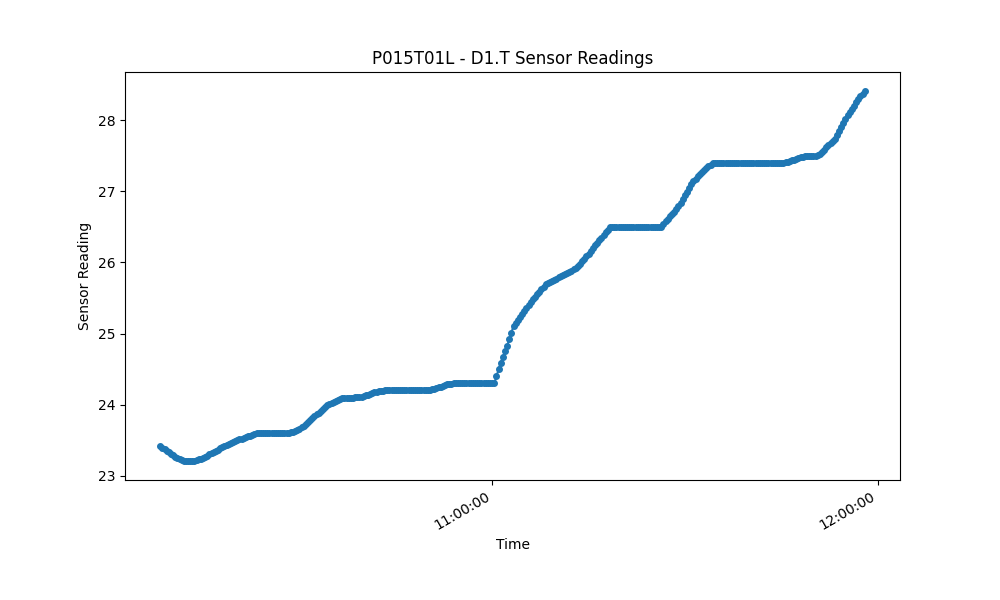 P015T01L - D1.T Sensor Readings
28
27
26
25
24
23
Sensor Reading
11:00:00
12:00:00
Time